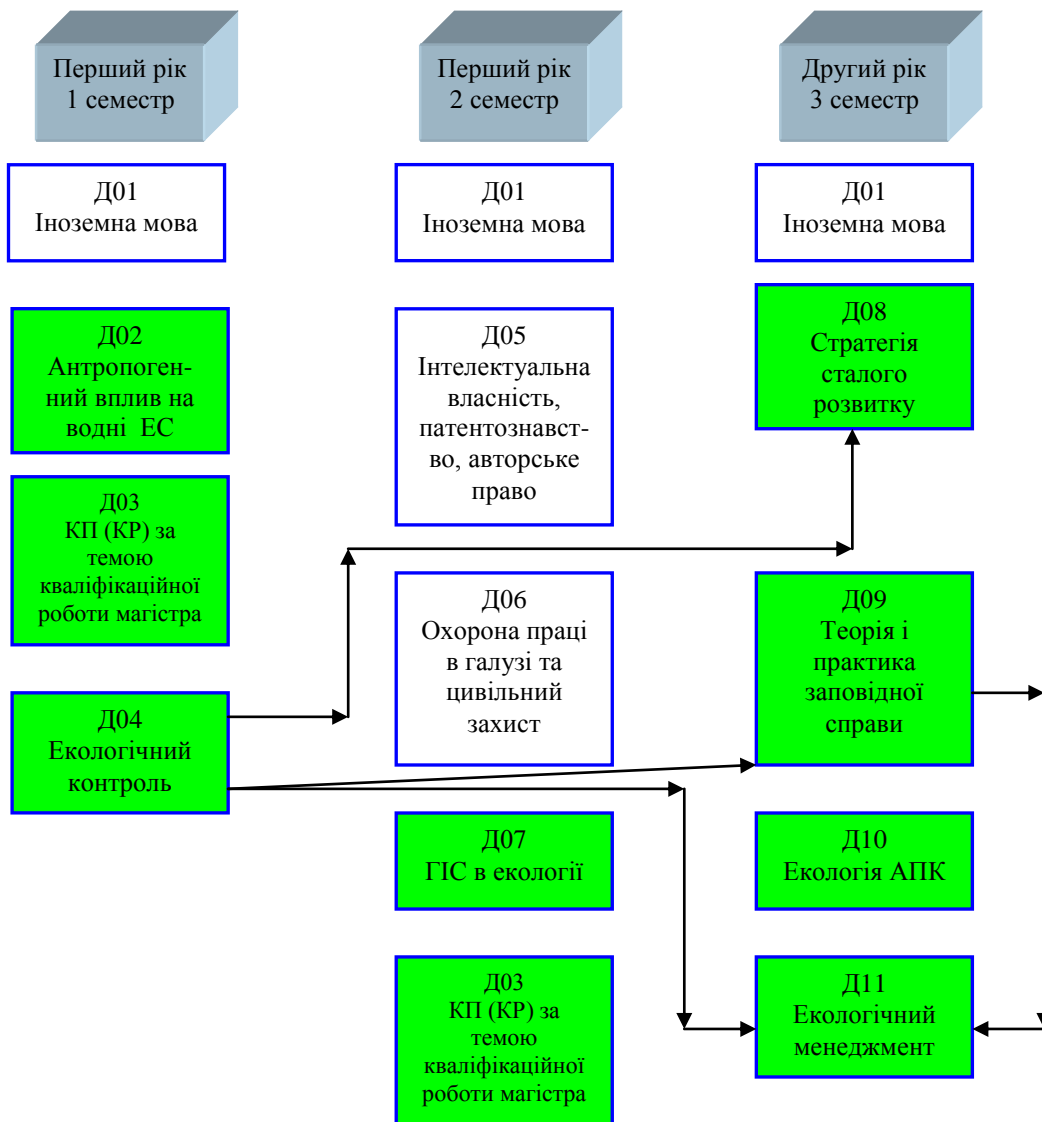 Перший рік
1 семестр
Перший рік
2 семестр
Другий рік
3 семестр
Д01
Іноземна мова
Д01
Іноземна мова
Д01
Іноземна мова
Д02
Антропоген-
ний вплив на
водні ЕС
Д05
Інтелектуальна
власність,
патентознавст-
во, авторське
право
Д08
Стратегія
сталого
розвитку
Д03
КП (КР) за
темою
кваліфікаційної
роботи магістра
Д06
Охорона праці
в галузі та
цивільний
захист
Д09
Теорія і
практика
заповідної
справи
Д04
Екологічний
контроль
Д07
ГІС в екології
Д10
Екологія АПК
Д03
КП (КР) за
темою
кваліфікаційної
роботи магістра
Д11
Екологічний
менеджмент